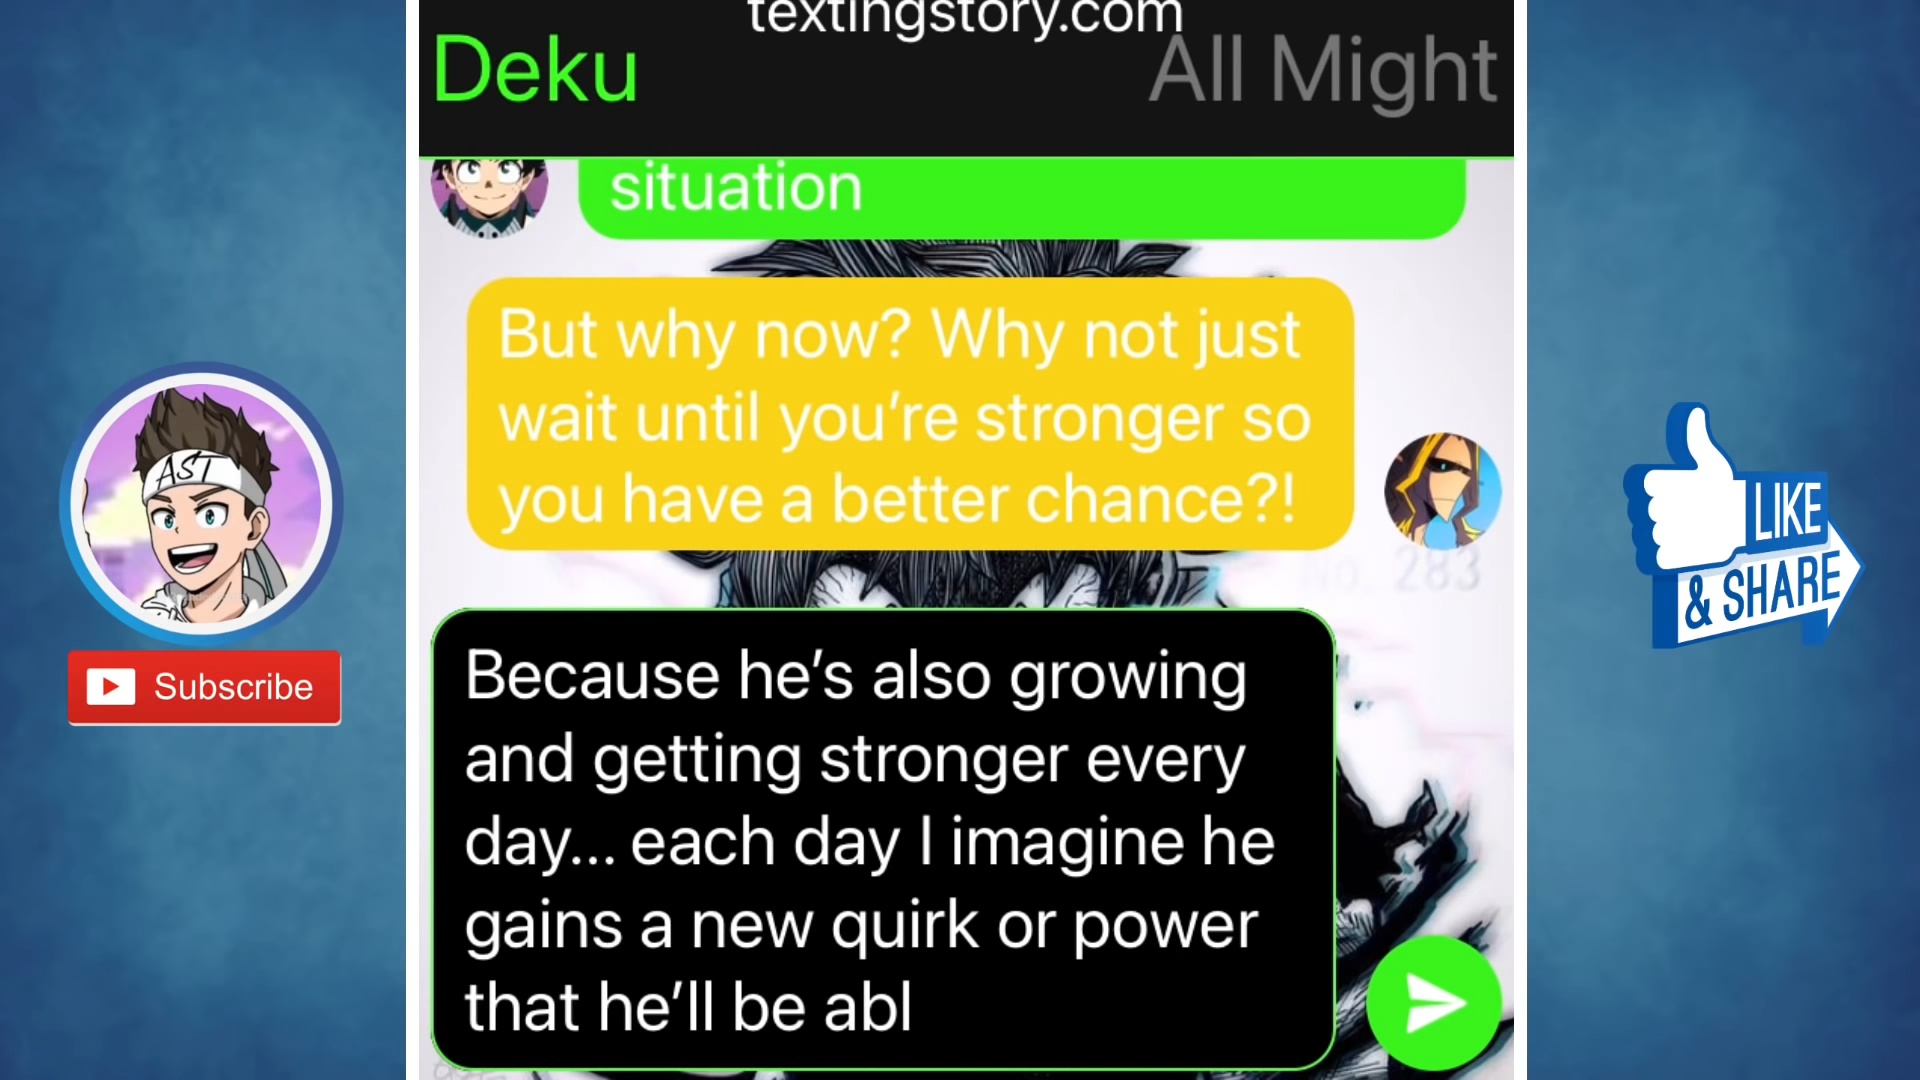 textingstory.com
Deku
All Might
situation
But why now? Why not just
wait until you’re stronger so
you have a better chance?!
No. 283
Because he’s also growing
and getting stronger every
day... each day I imagine he
gains a new quirk or power
that he’ll be abl
AST
Subscribe
LIKE
& SHARE